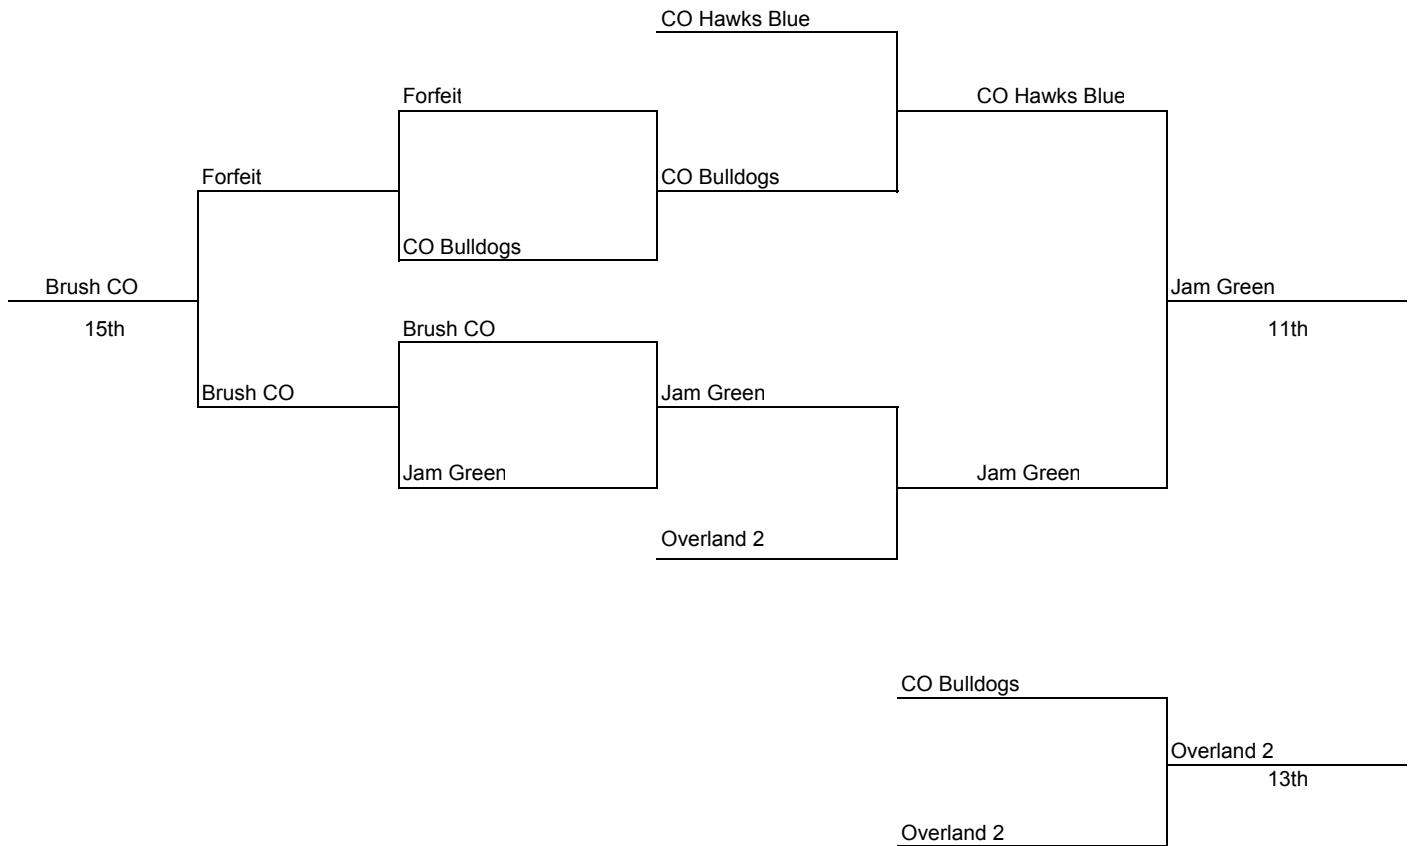 CO Hawks Blue
Forfeit
CO Hawks Blue
Forfeit
CO Bulldogs
CO Bulldogs
Brush CO
Jam Green
15th
Brush CO
11th
Brush CO
Jam Green
Jam Green
Jam Green
Overland 2
CO Bulldogs
Overland 2
13th
Overland 2